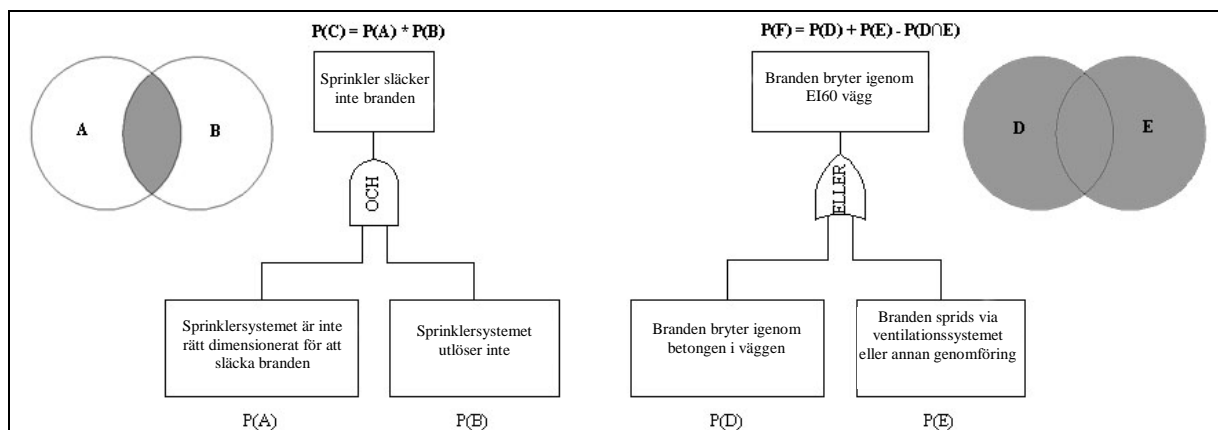 P(C) = P(A) * P(B)
Sprinkler släcker
inte branden
A
B
OCH
Sprinklersystemet är inte
rätt dimensionerat för att
släcka branden
Sprinklersystemet
utlöser inte
P(A)
P(B)
P(F) = P(D) + P(E) - P(D∩E)
Branden bryter igenom
EI60 vägg
D
E
ELLER
Branden bryter igenom
betongen i väggen
Branden sprids via
ventilationssystemet
eller annan genomföring
P(D)
P(E)